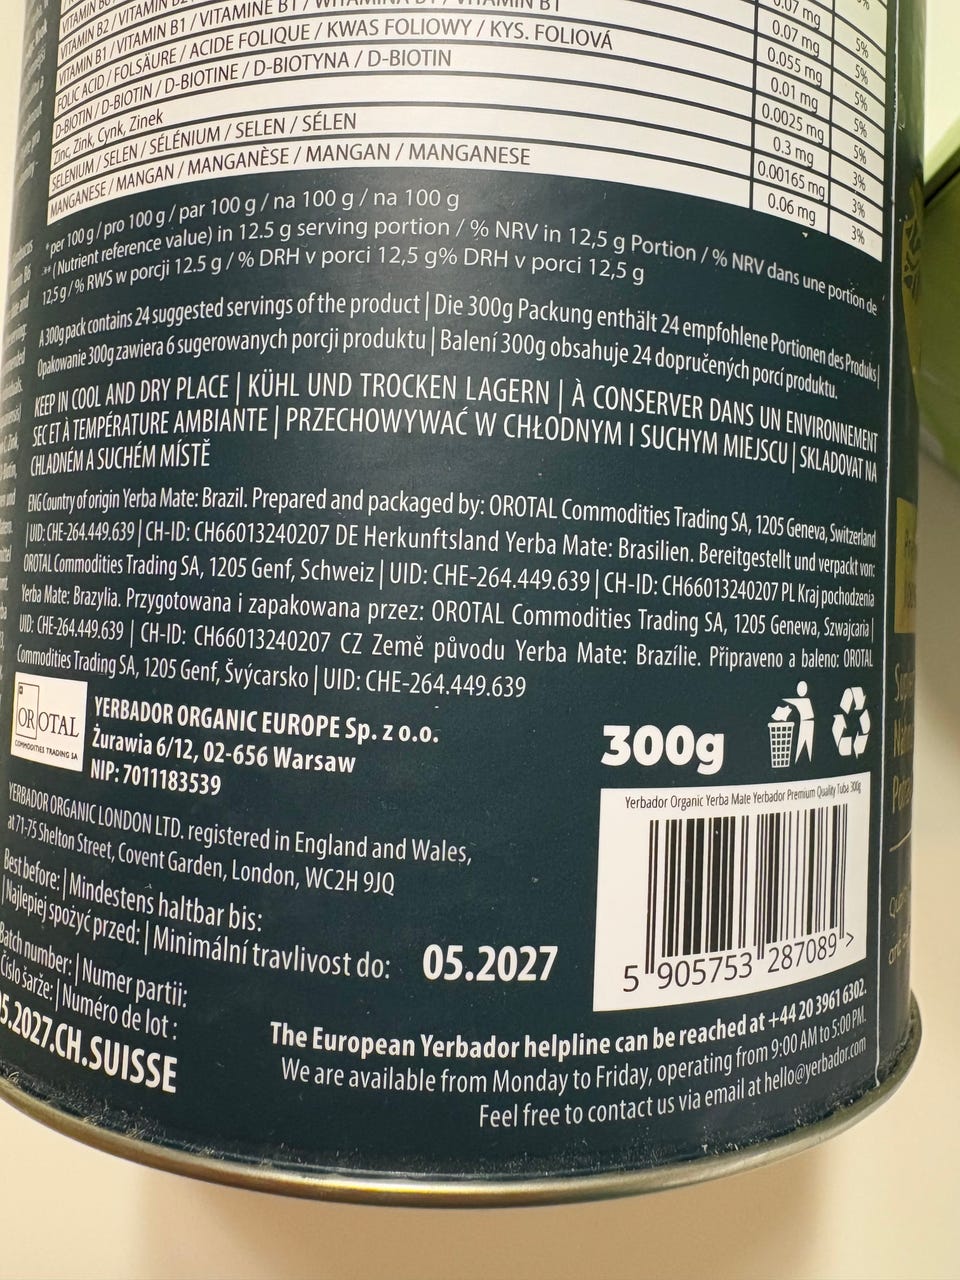 VITAMIN B2 / VITAMIN B2
VITAMIN B1 / VITAMIN B1 / VITAMINE B1 / WITAMINA B1 / VITAMIN B1
0.07 mg
FOLIC ACID / FOLSÄURE / ACIDE FOLIQUE / KWAS FOLIOWY / KYS. FOLIOVÁ
0.07 mg 5%
D-BIOTIN / D-BIOTIN / D-BIOTINE / D-BIOTYNA / D-BIOTIN
0.055 mg 5%
Zinc, Zink, Cynk, Zinek
0.01 mg 5%
0.0025 mg 5%
SELENIUM / SELEN / SÉLÉNIUM / SELEN / SÉLEN
0.3 mg 5%
0.00165 mg 3%
MANGANESE / MANGAN / MANGANÈSE / MANGAN / MANGANESE
0.06 mg 3%
3%
* per 100 g / pro 100 g / par 100 g / na 100 g / na 100 g
** (Nutrient reference value) in 12.5 g serving portion / % NRV in 12,5 g Portion / % NRV dans une portion de
12,5 g / % RWS w porcji 12.5 g / % DRH v porci 12,5 g% DRH v porci 12,5 g
A 300g pack contains 24 suggested servings of the product | Die 300g Packung enthält 24 empfohlene Portionen des Produks |
Opakowanie 300g zawiera 6 sugerowanych porcji produktu | Balení 300g obsahuje 24 dopručených porcí produktu.
KEEP IN COOL AND DRY PLACE | KÜHL UND TROCKEN LAGERN | À CONSERVER DANS UN ENVIRONNEMENT
SEC ET À TEMPÉRATURE AMBIANTE | PRZECHOWYWAĆ W CHŁODNYM I SUCHYM MIEJSCU | SKLADOVAT NA
CHLADNÉM A SUCHÉM MÍSTĚ
ENG Country of origin Yerba Mate: Brazil. Prepared and packaged by: OROTAL Commodities Trading SA, 1205 Geneva, Switzerland
| UID: CHE-264.449.639 | CH-ID: CH66013240207 DE Herkunftsland Yerba Mate: Brasilien. Bereitgestellt und verpackt von:
OROTAL Commodities Trading SA, 1205 Genf, Schweiz | UID: CHE-264.449.639 | CH-ID: CH66013240207 PL Kraj pochodzenia
Yerba Mate: Brazylia. Przygotowana i zapakowana przez: OROTAL Commodities Trading SA, 1205 Genewa, Szwajcaria |
UID: CHE-264.449.639 | CH-ID: CH66013240207 CZ Země původu Yerba Mate: Brazílie. Připraveno a baleno: OROTAL
Commodities Trading SA, 1205 Genf, Švýcarsko | UID: CHE-264.449.639
OROTAL
COMMODITIES TRADING SA
YERBADOR ORGANIC EUROPE Sp. z o.o.
Żurawia 6/12, 02-656 Warsaw
NIP: 7011183539
300g
YERBADOR ORGANIC LONDON LTD. registered in England and Wales,
at 71-75 Shelton Street, Covent Garden, London, WC2H 9JQ
Yerbador Organic Yerba Mate Yerbador Premium Quality Tuba 300g
5 905753 287089 >
Best before: | Mindestens haltbar bis:
| Najlepiej spożyć przed: | Minimální travlivost do: 05.2027
Batch number: | Numer partii:
Číslo šarže: | Numéro de lot :
5.2027.CH.SUISSE
The European Yerbador helpline can be reached at +44 20 3961 6302.
We are available from Monday to Friday, operating from 9:00 AM to 5:00 PM.
Feel free to contact us via email at hello@yerbador.com